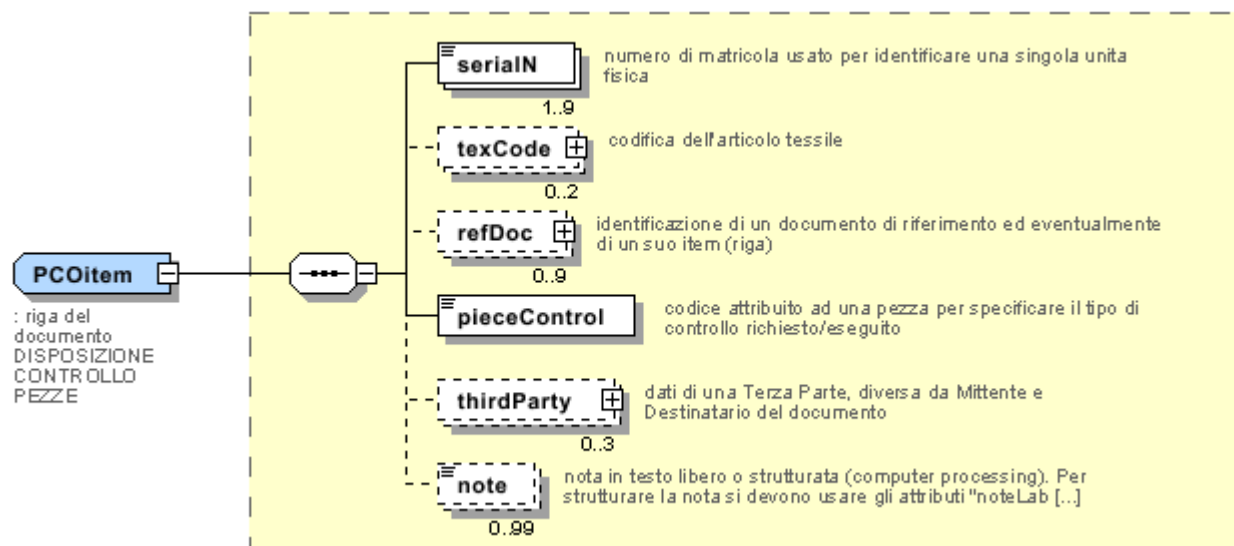 serialN
numero di matricola usato per identificare una singola unita
fisica
1..9
texCode
codifica dell'articolo tessile
0..2
refDoc
identificazione di un documento di riferimento ed eventualmente
di un suo item (riga)
0..9
PCOitem
: riga del
documento
DISPOSIZIONE
CONTROLLO
PEZZE
pieceControl
codice attribuito ad una pezza per specificare il tipo di
controllo richiesto/eseguito
thirdParty
dati di una Terza Parte, diversa da Mittente e
Destinatario del documento
0..3
note
nota in testo libero o strutturata (computer processing). Per
strutturare la nota si devono usare gli attributi "noteLab [...]
0..99